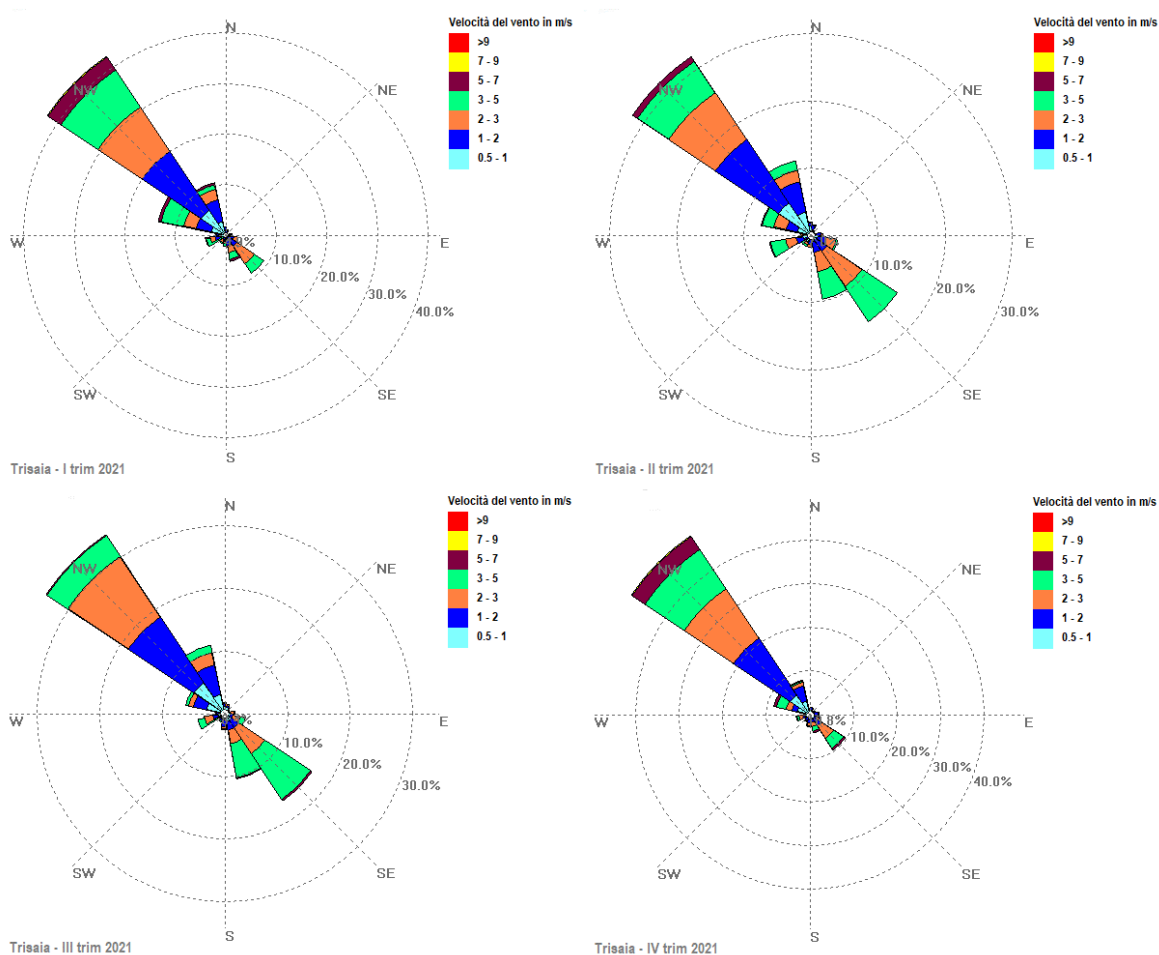 Velocità del vento in m/s
>9
7 - 9
5 - 7
3 - 5
2 - 3
1 - 2
0.5 - 1
N
NW
NE
W
E
10.0%
20.0%
30.0%
40.0%
SW
SE
S
Trisaia - I trim 2021
Velocità del vento in m/s
>9
7 - 9
5 - 7
3 - 5
2 - 3
1 - 2
0.5 - 1
N
NW
NE
W
E
10.0%
20.0%
30.0%
SW
SE
S
Trisaia - II trim 2021
Velocità del vento in m/s
>9
7 - 9
5 - 7
3 - 5
2 - 3
1 - 2
0.5 - 1
N
NW
NE
W
E
10.0%
20.0%
30.0%
SW
SE
S
Trisaia - III trim 2021
Velocità del vento in m/s
>9
7 - 9
5 - 7
3 - 5
2 - 3
1 - 2
0.5 - 1
N
NW
NE
W
E
10.0%
20.0%
30.0%
40.0%
SW
SE
S
Trisaia - IV trim 2021